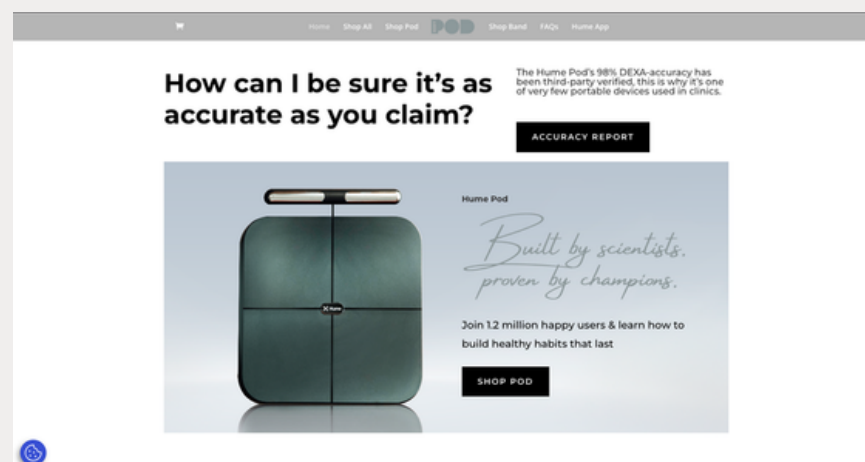 Home Shop All Shop Pod POD Shop Band FAQs Hume App
How can I be sure it's as
accurate as you claim?
The Hume Pod's 98% DEXA-accuracy has
been third-party verified, this is why it's one
of very few portable devices used in clinics.
ACCURACY REPORT
Hume Pod
Built by scientists.
proven by champions.
Hume
Join 1.2 million happy users & learn how to
build healthy habits that last
SHOP POD